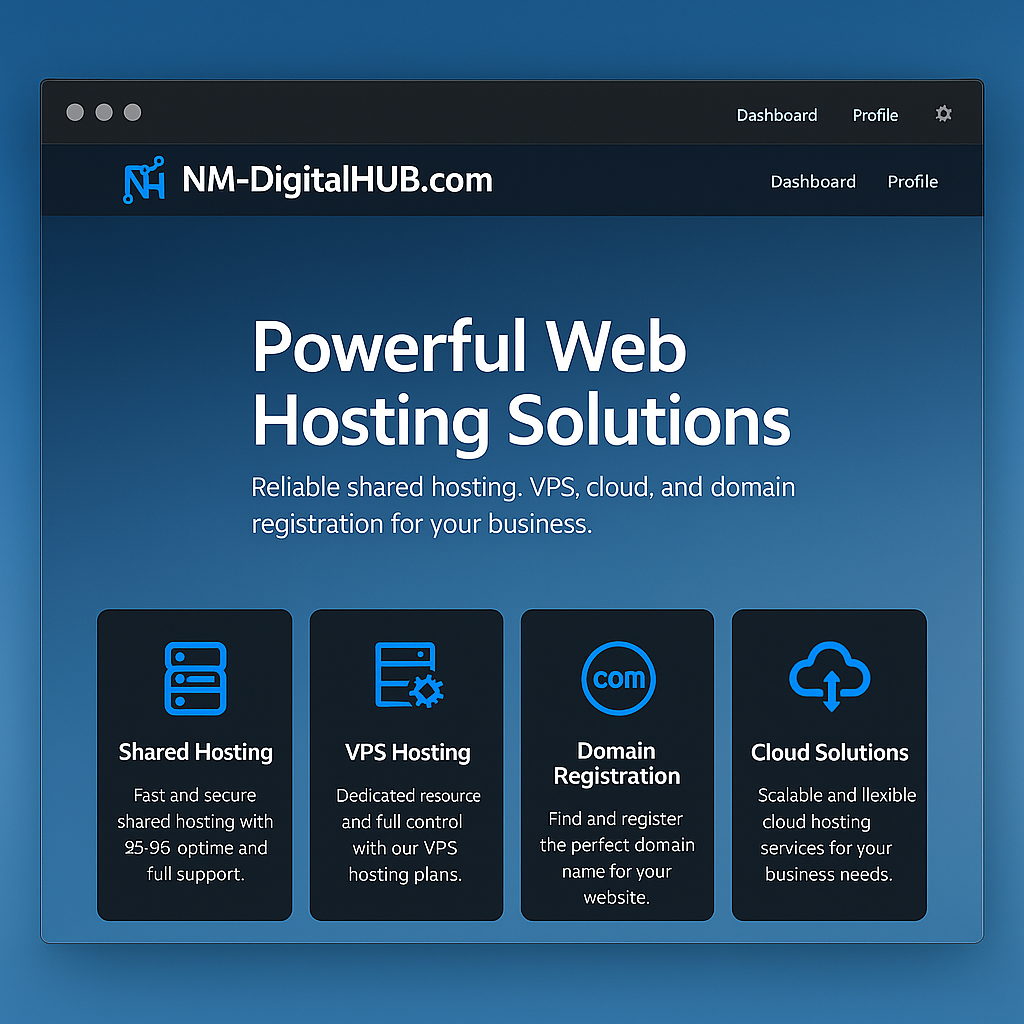 Dashboard Profile
NH NM-DigitalHUB.com Dashboard Profile
Powerful Web
Hosting Solutions
Reliable shared hosting. VPS, cloud, and domain
registration for your business.
com
Shared Hosting
Fast and secure
shared hosting with
95-96 optime and
full support.
VPS Hosting
Dedicated resource
and full control
with our VPS
hosting plans.
Domain
Registration
Find and register
the perfect domain
name for your
website.
Cloud Solutions
Scalable and llexible
cloud hosting
services for your
business needs.